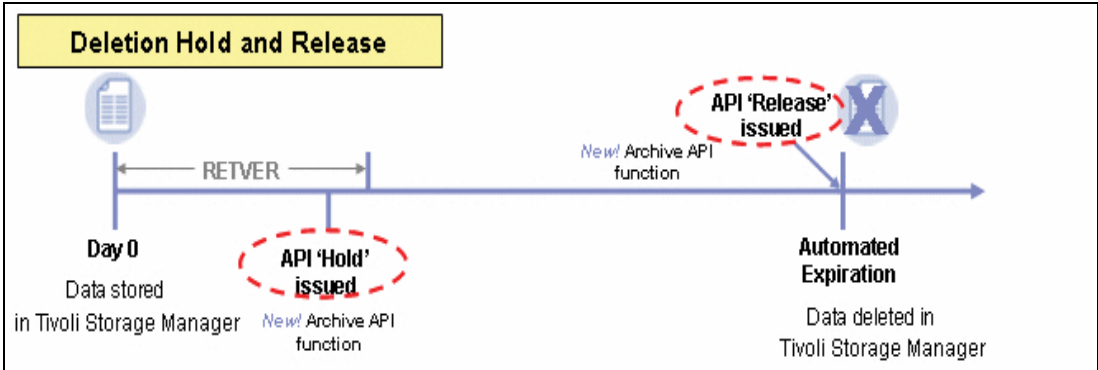 Deletion Hold and Release
API ‘Release’
issued
New! Archive API
function
RETVER
Day 0
Data stored
in Tivoli Storage Manager
API ‘Hold’
issued
New! Archive API
function
Automated
Expiration
Data deleted in
Tivoli Storage Manager